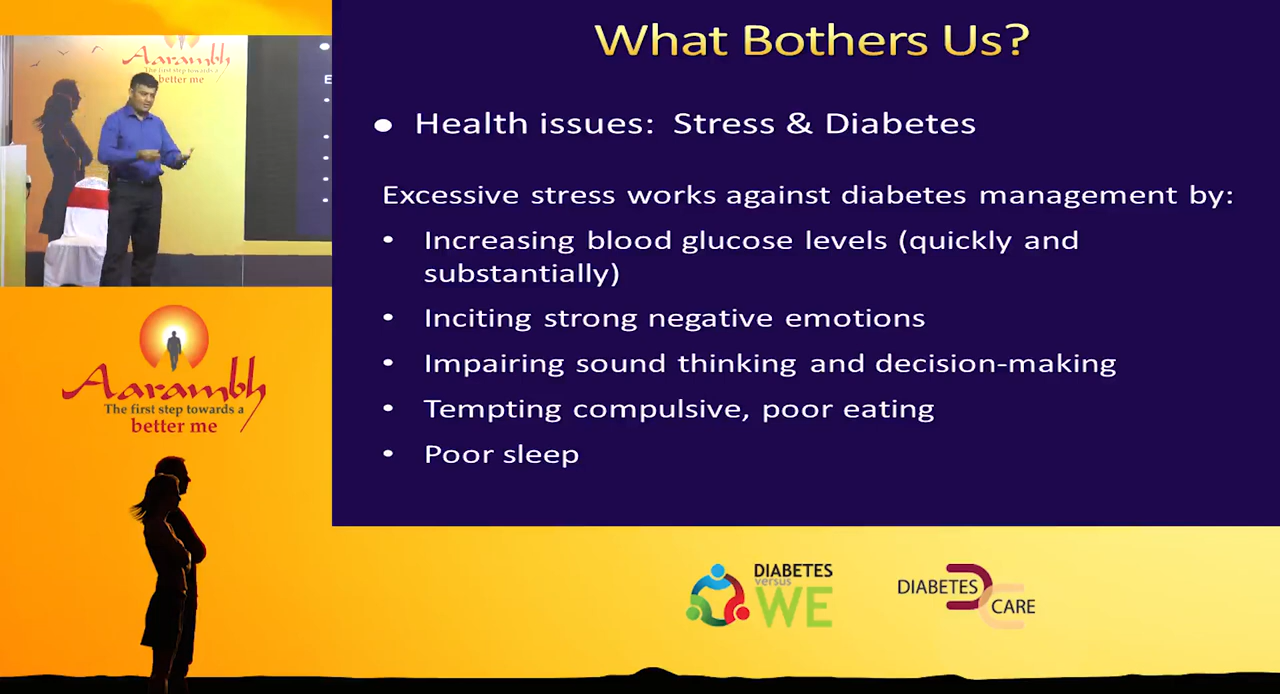 What Bothers Us?
● Health issues: Stress & Diabetes
Excessive stress works against diabetes management by:
• Increasing blood glucose levels (quickly and
substantially)
• Inciting strong negative emotions
• Impairing sound thinking and decision-making
• Tempting compulsive, poor eating
• Poor sleep
Aarambh
The first step towards a
better me
Aarambh
The first step towards a
better me
DIABETES
versus
WE
DIABETES
CARE